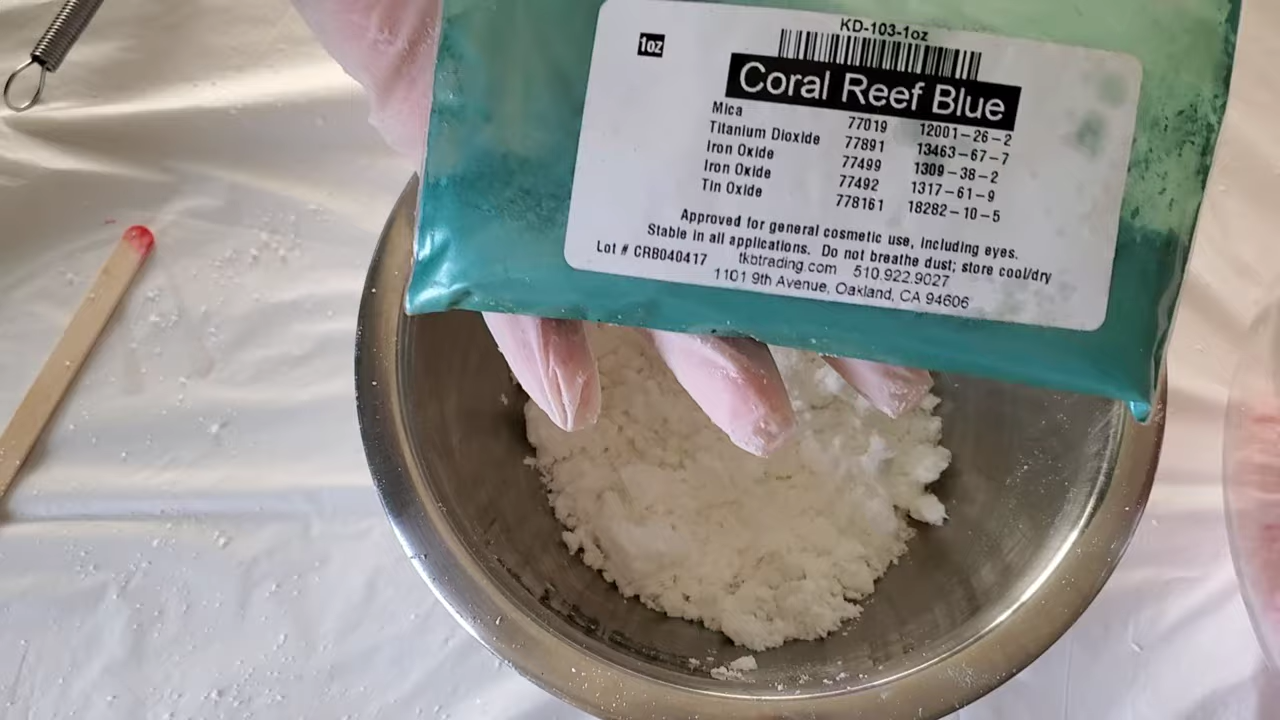 KD-103-1oz
1oz
Coral Reef Blue
Mica 77019 12001-26-2
Titanium Dioxide 77891 13463-67-7
Iron Oxide 77499 1309-38-2
Iron Oxide 77492 1317-61-9
Tin Oxide 778161 18282-10-5
Approved for general cosmetic use, including eyes.
Stable in all applications. Do not breathe dust; store cool/dry
Lot # CRB040417 tkbtrading.com 510.922.9027
1101 9th Avenue, Oakland, CA 94606